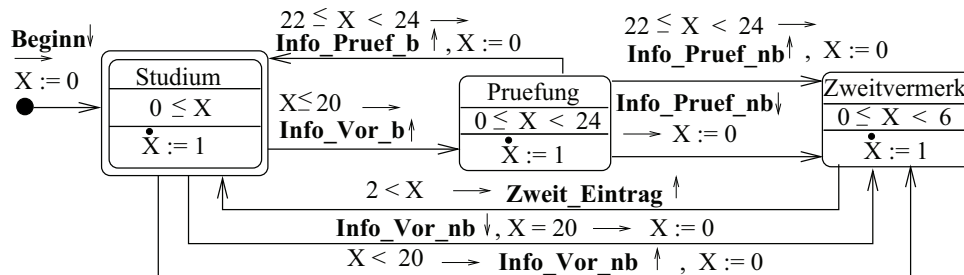 Beginn↓
X := 0
Studium
0 ≤ X
Ẋ := 1
22 ≤ X < 24 →
Info_Pruef_b ↑ , X := 0
X≤20 →
Info_Vor_b↑
Pruefung
0 ≤ X < 24
Ẋ := 1
22 ≤ X < 24 →
Info_Pruef_nb↑ , X := 0
Info_Pruef_nb↓
→ X := 0
Zweitvermerk
0 ≤ X < 6
Ẋ := 1
2 < X → Zweit_Eintrag ↑
Info_Vor_nb ↓, X = 20 → X := 0
X < 20 → Info_Vor_nb ↑ , X := 0